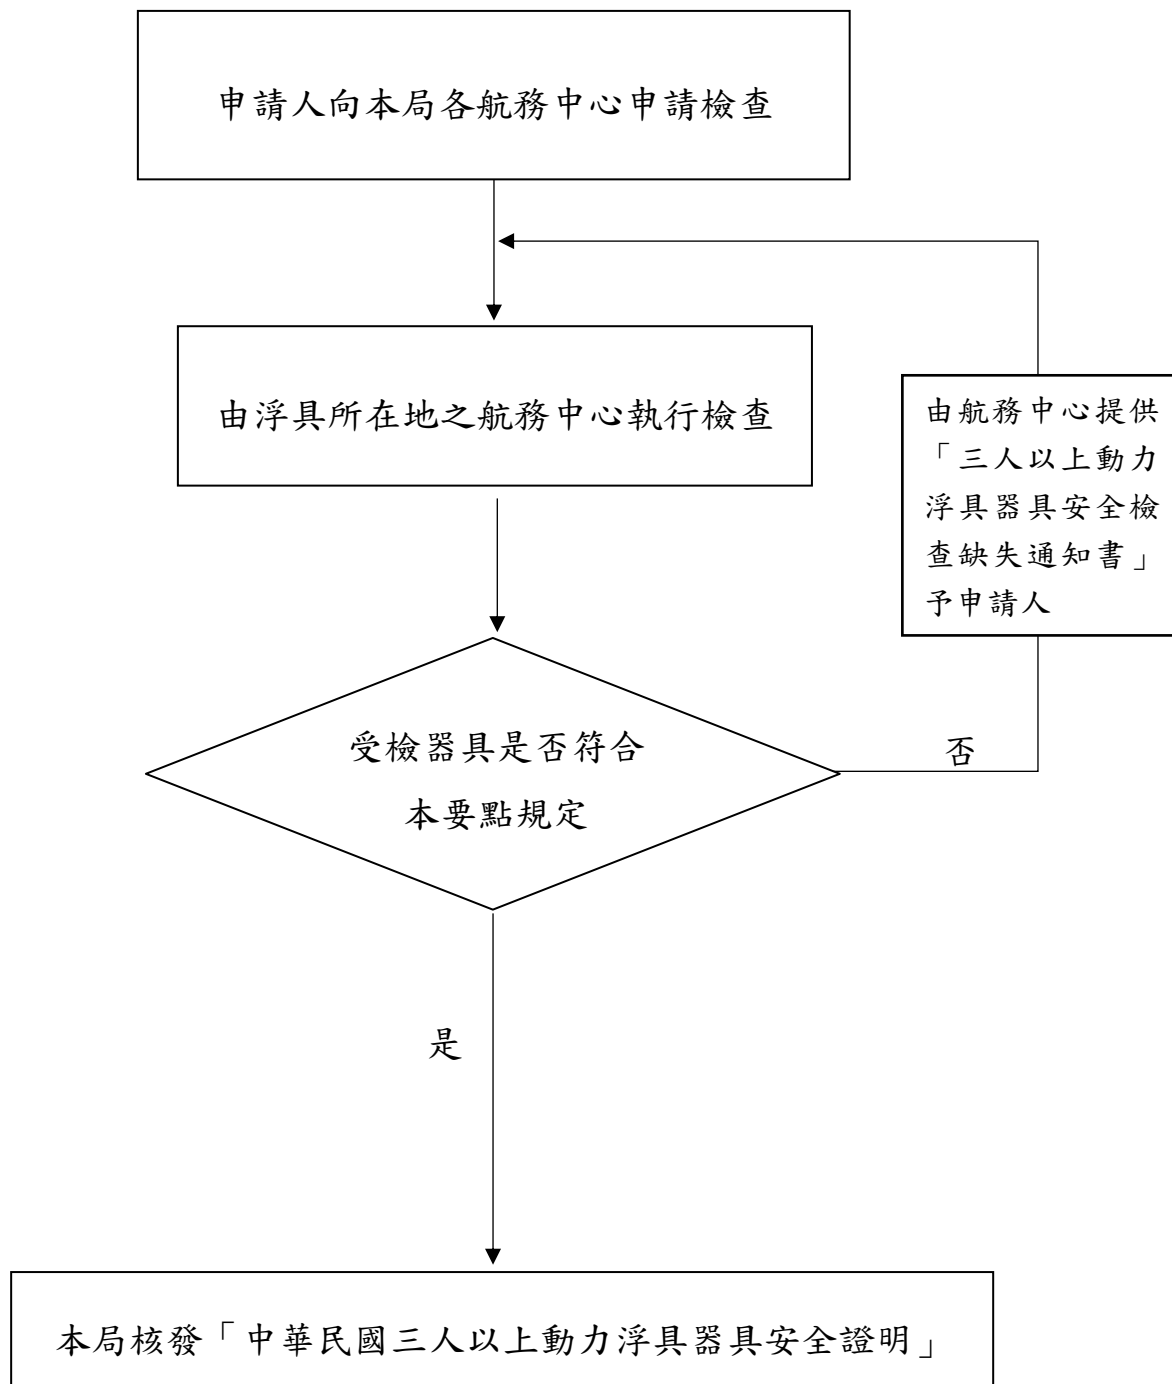 申請人向本局各航務中心申請檢查
由浮具所在地之航務中心執行檢查
由航務中心提供
「三人以上動力
浮具器具安全檢
查缺失通知書」
予申請人
受檢器具是否符合
本要點規定
否
是
本局核發「中華民國三人以上動力浮具器具安全證明」